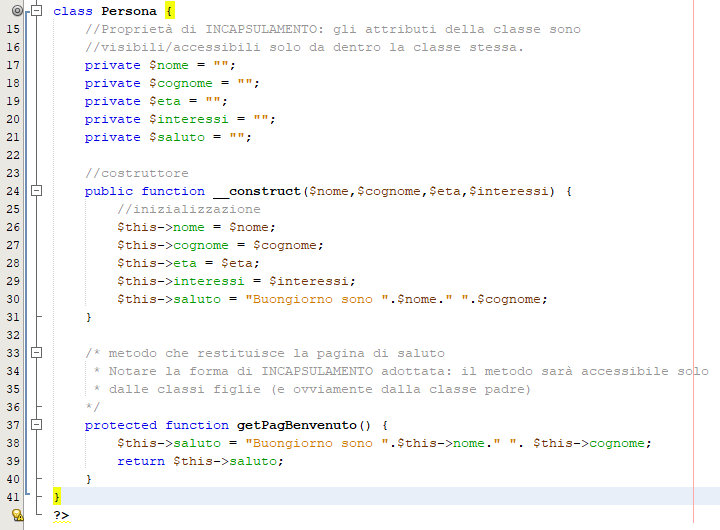 class Persona {
15 //Proprietà di INCAPSULAMENTO: gli attributi della classe sono
16 //visibili/accessibili solo da dentro la classe stessa.
17 private $nome = "";
18 private $cognome = "";
19 private $eta = "";
20 private $interessi = "";
21 private $saluto = "";
22
23 //costruttore
24 public function __construct($nome,$cognome,$eta,$interessi) {
25 //inizializzazione
26 $this->nome = $nome;
27 $this->cognome = $cognome;
28 $this->eta = $eta;
29 $this->interessi = $interessi;
30 $this->saluto = "Buongiorno sono ".$nome." ".$cognome;
31 }
32
33 /* metodo che restituisce la pagina di saluto
34 * Notare la forma di INCAPSULAMENTO adottata: il metodo sarà accessibile solo
35 * dalle classi figlie (e ovviamente dalla classe padre)
36 */
37 protected function getPagBenvenuto() {
38 $this->saluto = "Buongiorno sono ".$this->nome." ". $this->cognome;
39 return $this->saluto;
40 }
41 }
?>